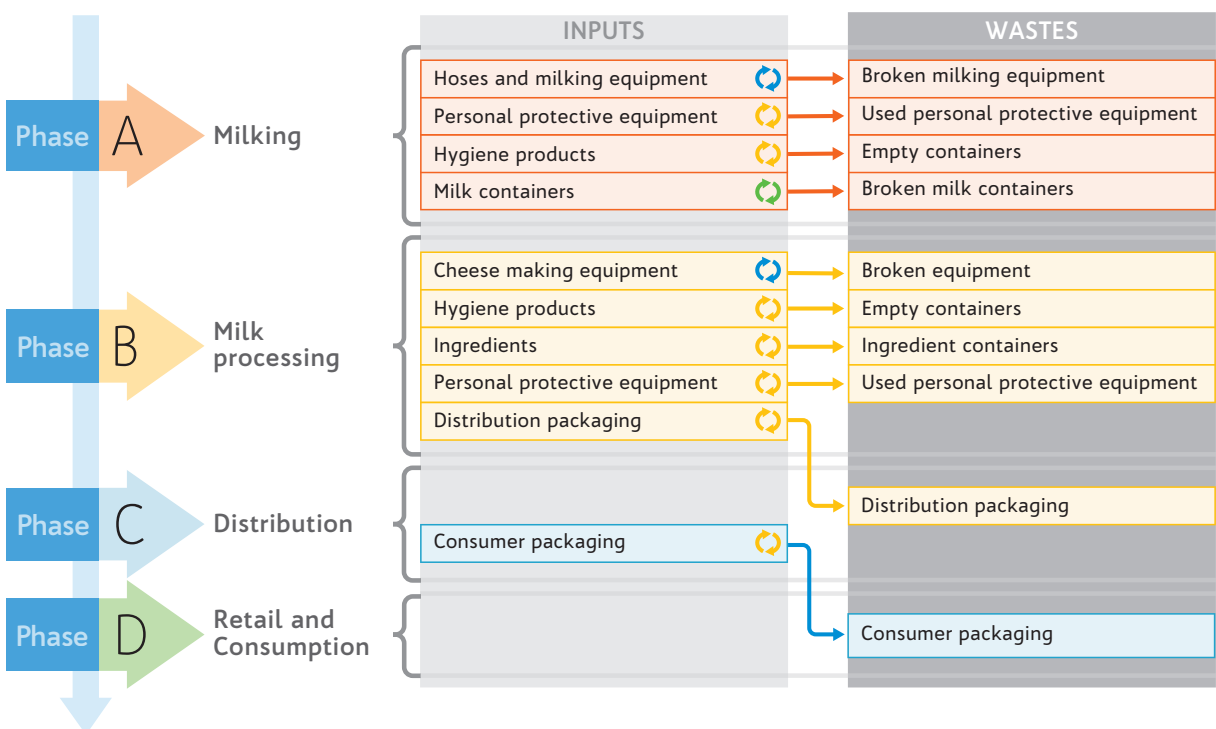 INPUTS
WASTES
Phase A
Milking
Hoses and milking equipment
Broken milking equipment
Personal protective equipment
Used personal protective equipment
Hygiene products
Empty containers
Milk containers
Broken milk containers
Phase B
Milk
processing
Cheese making equipment
Broken equipment
Hygiene products
Empty containers
Ingredients
Ingredient containers
Personal protective equipment
Used personal protective equipment
Distribution packaging
Phase C
Distribution
Distribution packaging
Consumer packaging
Phase D
Retail and
Consumption
Consumer packaging